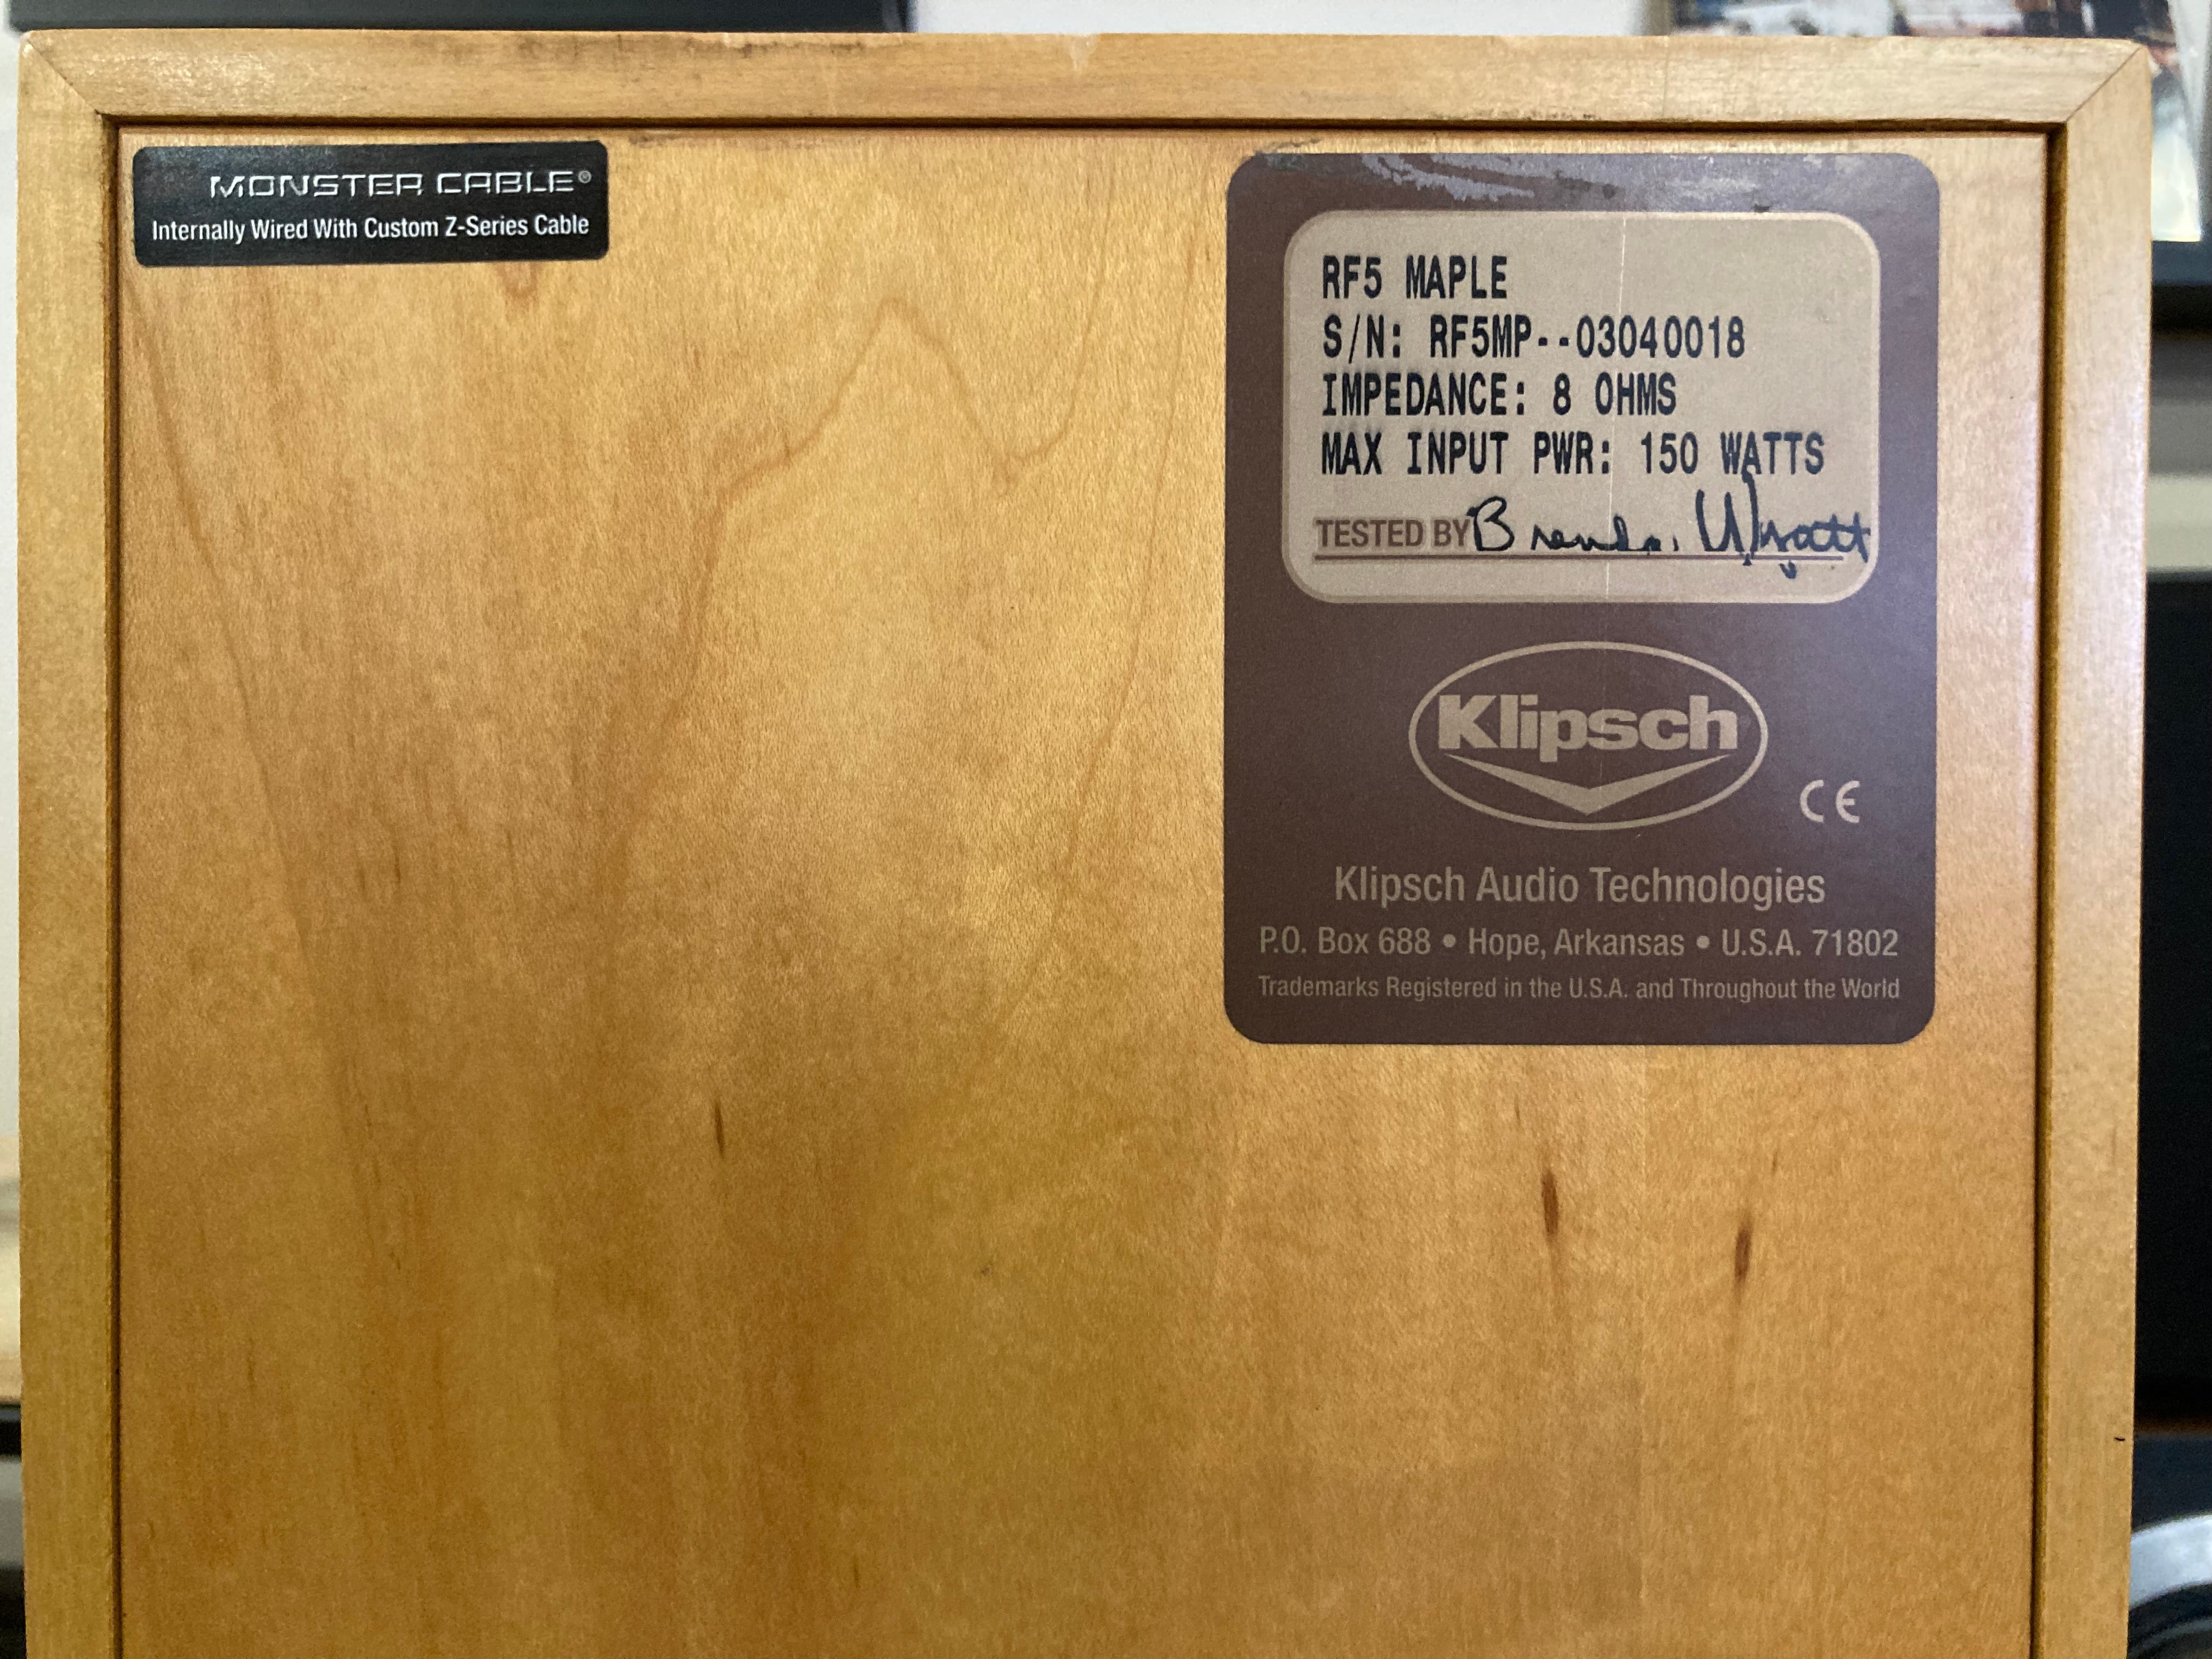 MONSTER CABLE®
Internally Wired With Custom Z-Series Cable
RF5 MAPLE
S/N: RF5MP--03040018
IMPEDANCE: 8 OHMS
MAX INPUT PWR: 150 WATTS
TESTED BY Brenda Wyatt
Klipsch
CE
Klipsch Audio Technologies
P.O. Box 688 • Hope, Arkansas • U.S.A. 71802
Trademarks Registered in the U.S.A. and Throughout the World